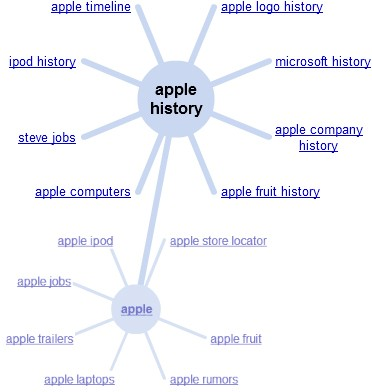 apple timeline
apple logo history
ipod history
microsoft history
apple
history
steve jobs
apple company
history
apple computers
apple fruit history
apple ipod
apple store locator
apple jobs
apple
apple trailers
apple fruit
apple laptops
apple rumors